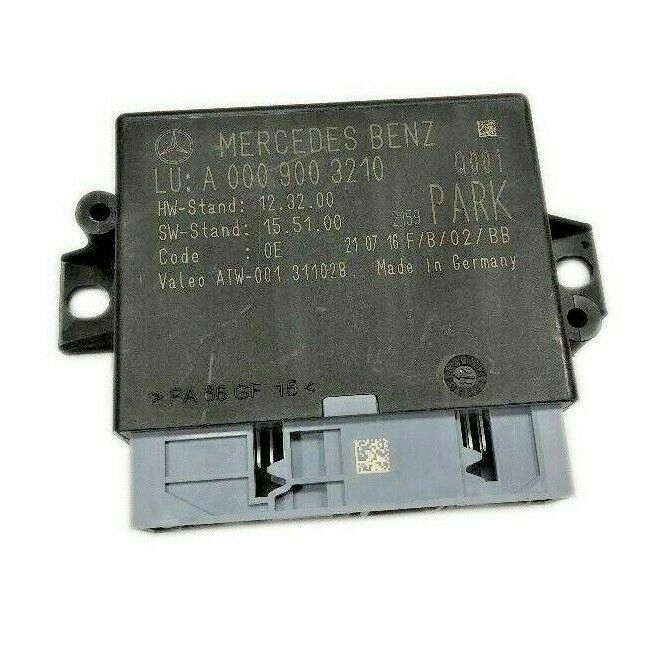 MERCEDES BENZ
LU: A 000 900 3210 Q001
HW-Stand: 12.32.00
SW-Stand: 15.51.00 2153 PARK
Code : 0E 21 07 16 F/B/02/BB
Valeo ATW-001 311028 Made in Germany
>PA 66 GF 15<